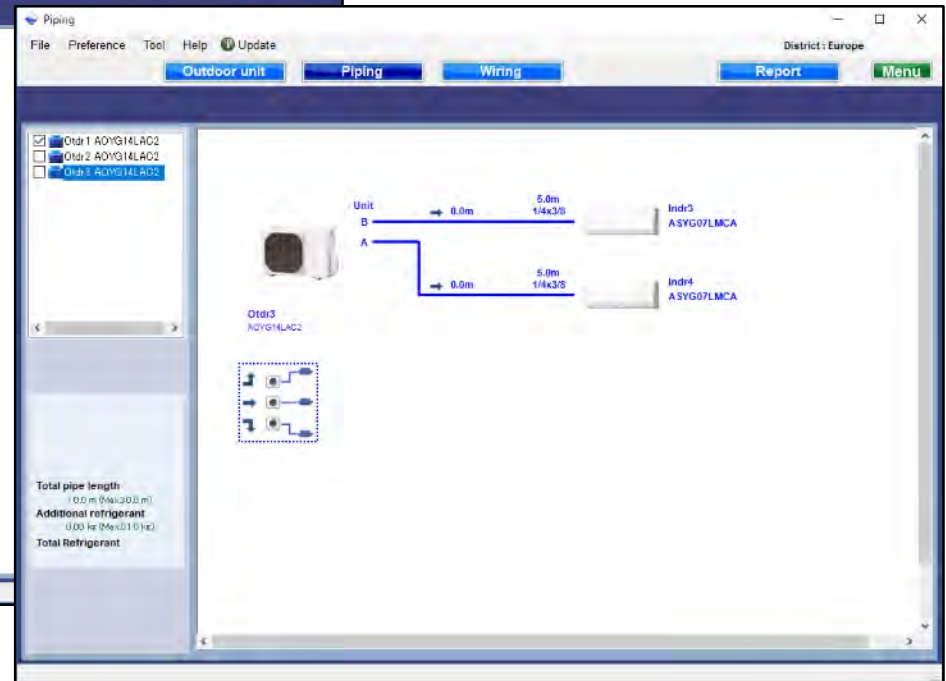 Piping
File Preference Tool Help Update District : Europe
Outdoor unit Piping Wiring Report Menu
Otdr1 AOYG14LAC2
Otdr2 AOYG14LAC2
Otdr3 AOYG14LAC2
Unit
B
0.0m
5.0m
1/4x3/8
Indr3
ASYG07LMCA
A
0.0m
5.0m
1/4x3/8
Indr4
ASYG07LMCA
Otdr3
AOYG14LAC2
Total pipe length
Additional refrigerant
Total Refrigerant